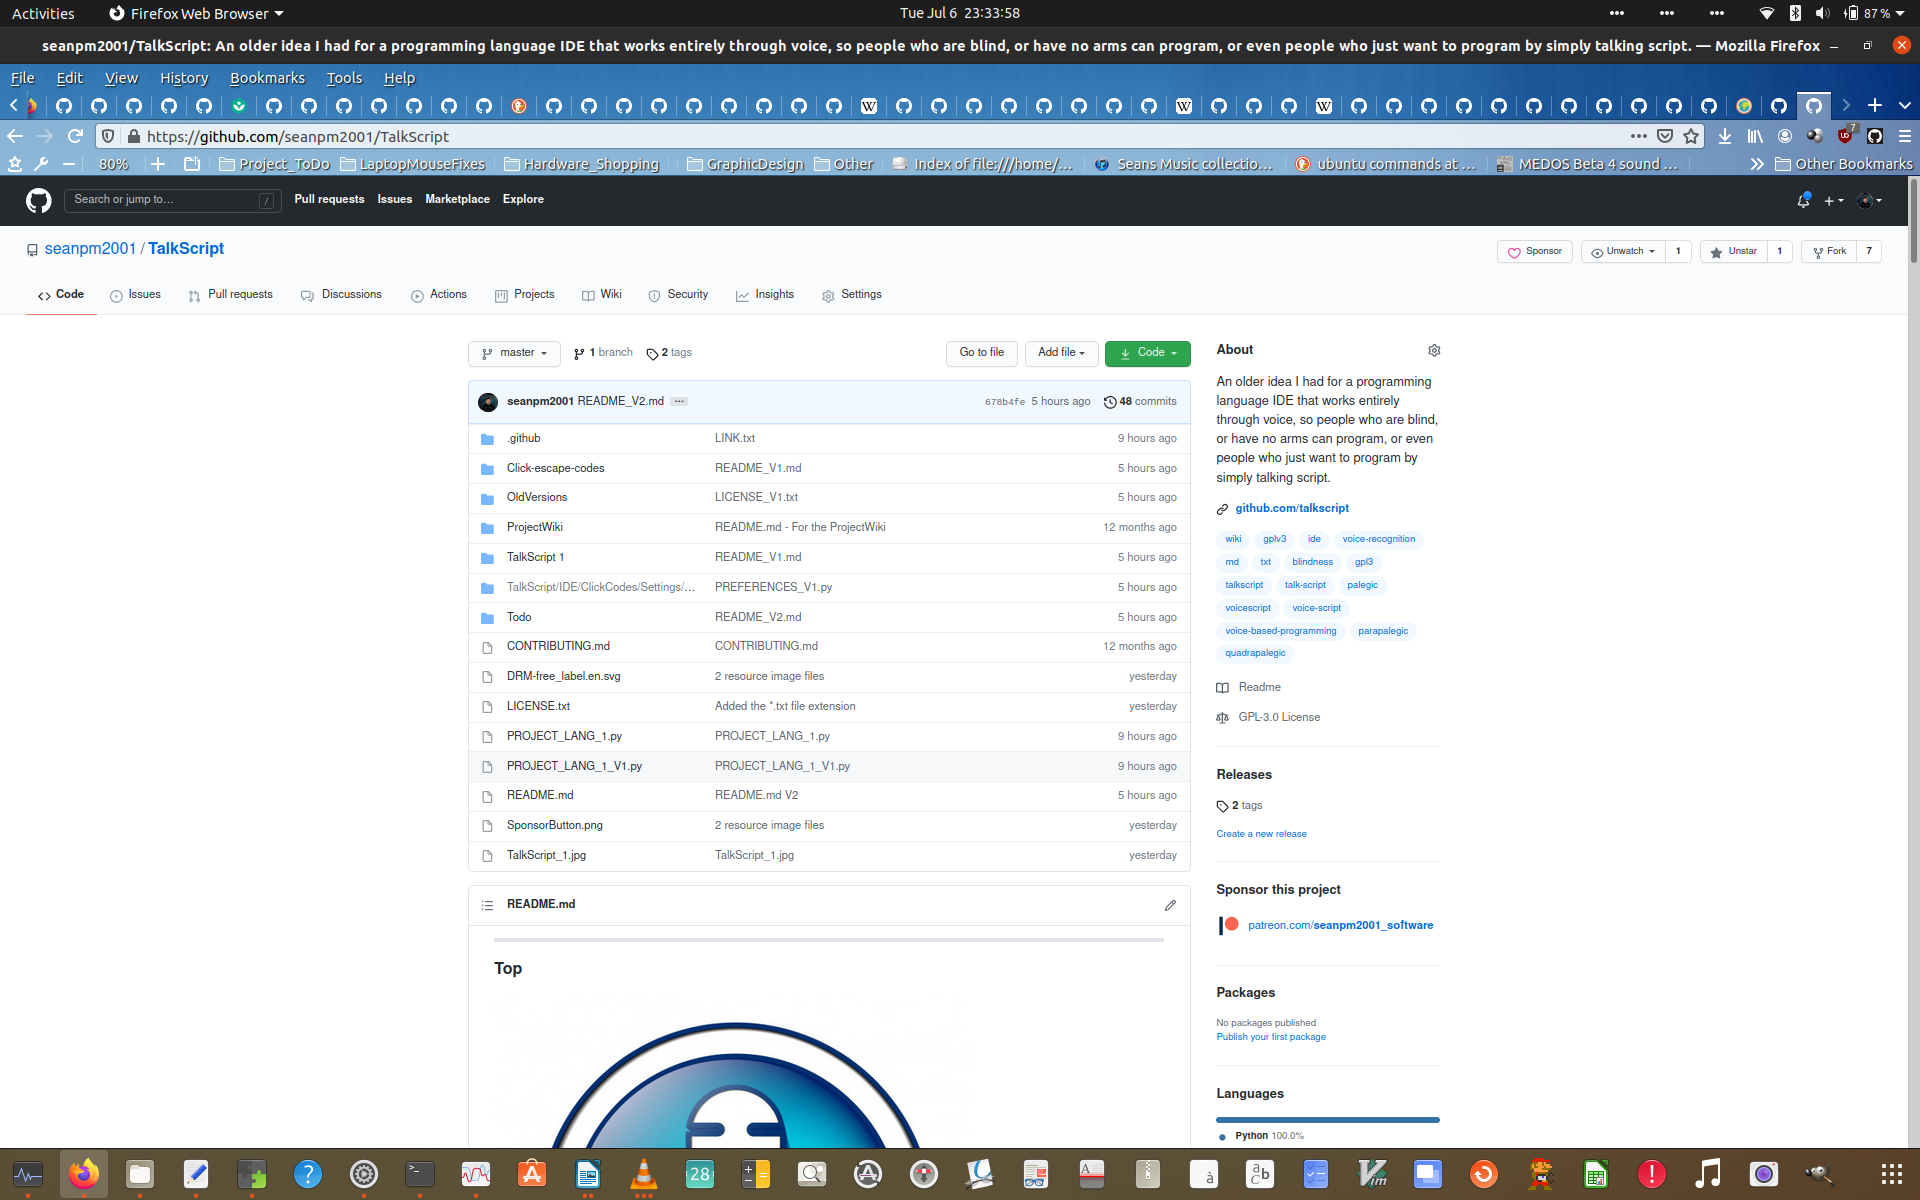 Activities Firefox Web Browser Tue Jul 6 23:33:58 87 %
seanpm2001/TalkScript: An older idea I had for a programming language IDE that works entirely through voice, so people who are blind, or have no arms can program, or even people who just want to program by simply talking script. — Mozilla Firefox
File Edit View History Bookmarks Tools Help
https://github.com/seanpm2001/TalkScript 7
80% Project_ToDo LaptopMouseFixes Hardware_Shopping GraphicDesign Other Index of file:///home/... Seans Music collectio... ubuntu commands at ... MEDOS Beta 4 sound ... Other Bookmarks
Search or jump to... / Pull requests Issues Marketplace Explore
seanpm2001 / TalkScript Sponsor Unwatch 1 Unstar 1 Fork 7
Code Issues Pull requests Discussions Actions Projects Wiki Security Insights Settings
master 1 branch 2 tags Go to file Add file Code
seanpm2001 README_V2.md ... 678b4fe 5 hours ago 48 commits
.github LINK.txt 9 hours ago
Click-escape-codes README_V1.md 5 hours ago
OldVersions LICENSE_V1.txt 5 hours ago
ProjectWiki README.md - For the ProjectWiki 12 months ago
TalkScript 1 README_V1.md 5 hours ago
TalkScript/IDE/ClickCodes/Settings/... PREFERENCES_V1.py 5 hours ago
Todo README_V2.md 5 hours ago
CONTRIBUTING.md CONTRIBUTING.md 12 months ago
DRM-free_label.en.svg 2 resource image files yesterday
LICENSE.txt Added the *.txt file extension yesterday
PROJECT_LANG_1.py PROJECT_LANG_1.py 9 hours ago
PROJECT_LANG_1_V1.py PROJECT_LANG_1_V1.py 9 hours ago
README.md README.md V2 5 hours ago
SponsorButton.png 2 resource image files yesterday
TalkScript_1.jpg TalkScript_1.jpg yesterday
README.md
Top
About
An older idea I had for a programming
language IDE that works entirely
through voice, so people who are blind,
or have no arms can program, or even
people who just want to program by
simply talking script.
github.com/talkscript
wiki gplv3 ide voice-recognition
md txt blindness gpl3
talkscript talk-script palegic
voicescript voice-script
voice-based-programming parapalegic
quadrapalegic
Readme
GPL-3.0 License
Releases
2 tags
Create a new release
Sponsor this project
patreon.com/seanpm2001_software
Packages
No packages published
Publish your first package
Languages
Python 100.0%
28